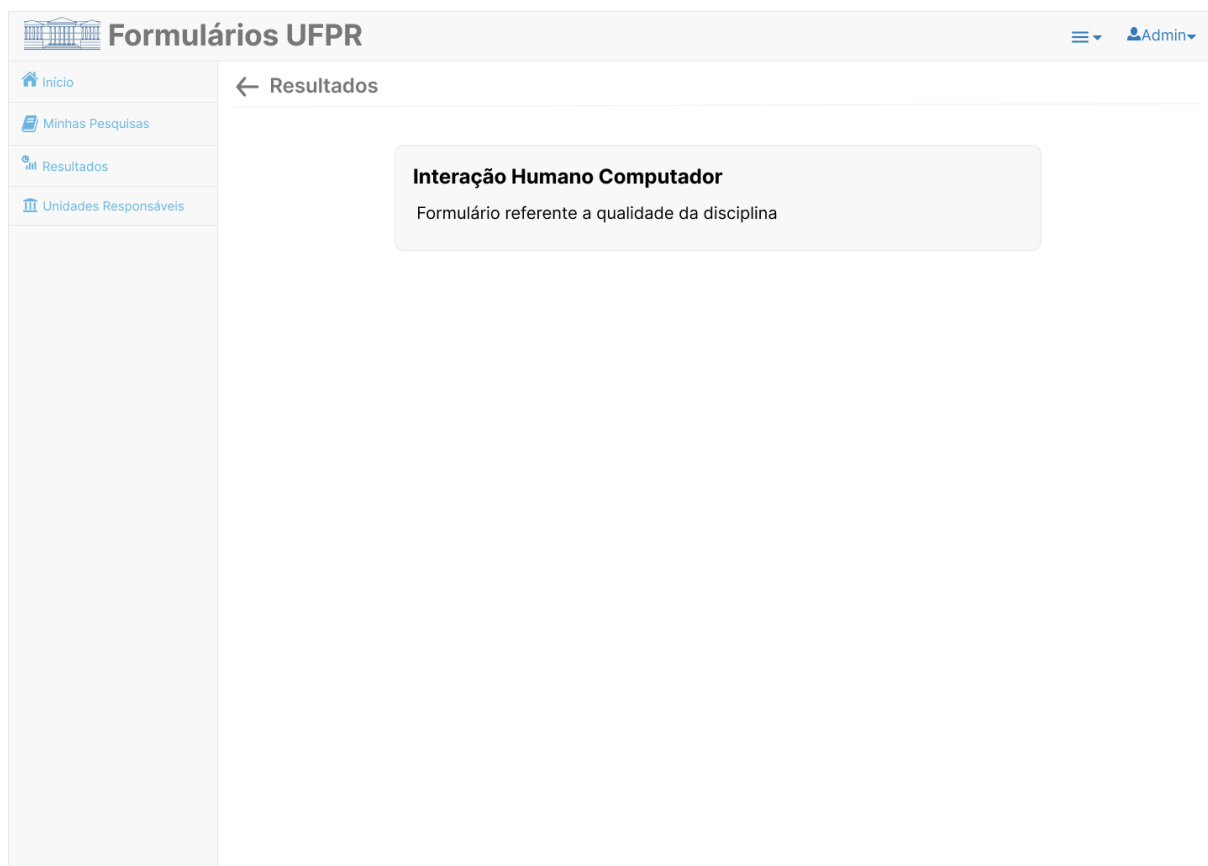 Formulários UFPR
Admin
Início
Minhas Pesquisas
Resultados
Unidades Responsáveis
Resultados
Interação Humano Computador
Formulário referente a qualidade da disciplina